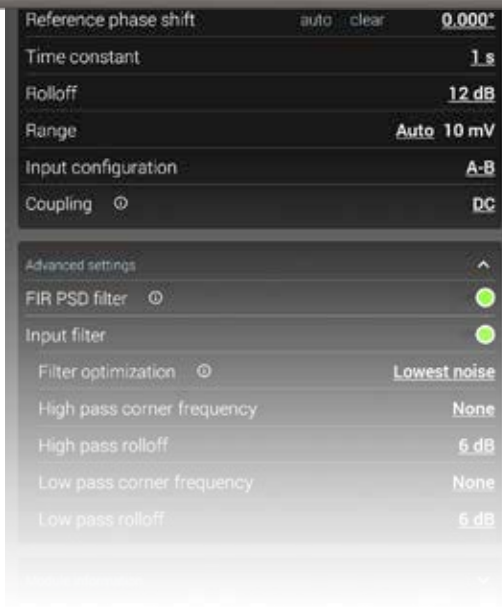 Reference phase shift auto clear 0.000°
Time constant 1 s
Rolloff 12 dB
Range Auto 10 mV
Input configuration A-B
Coupling DC
Advanced settings
FIR PSD filter
Input filter
Filter optimization Lowest noise
High pass corner frequency None
High pass rolloff 6 dB
Low pass corner frequency None
Low pass rolloff 6 dB